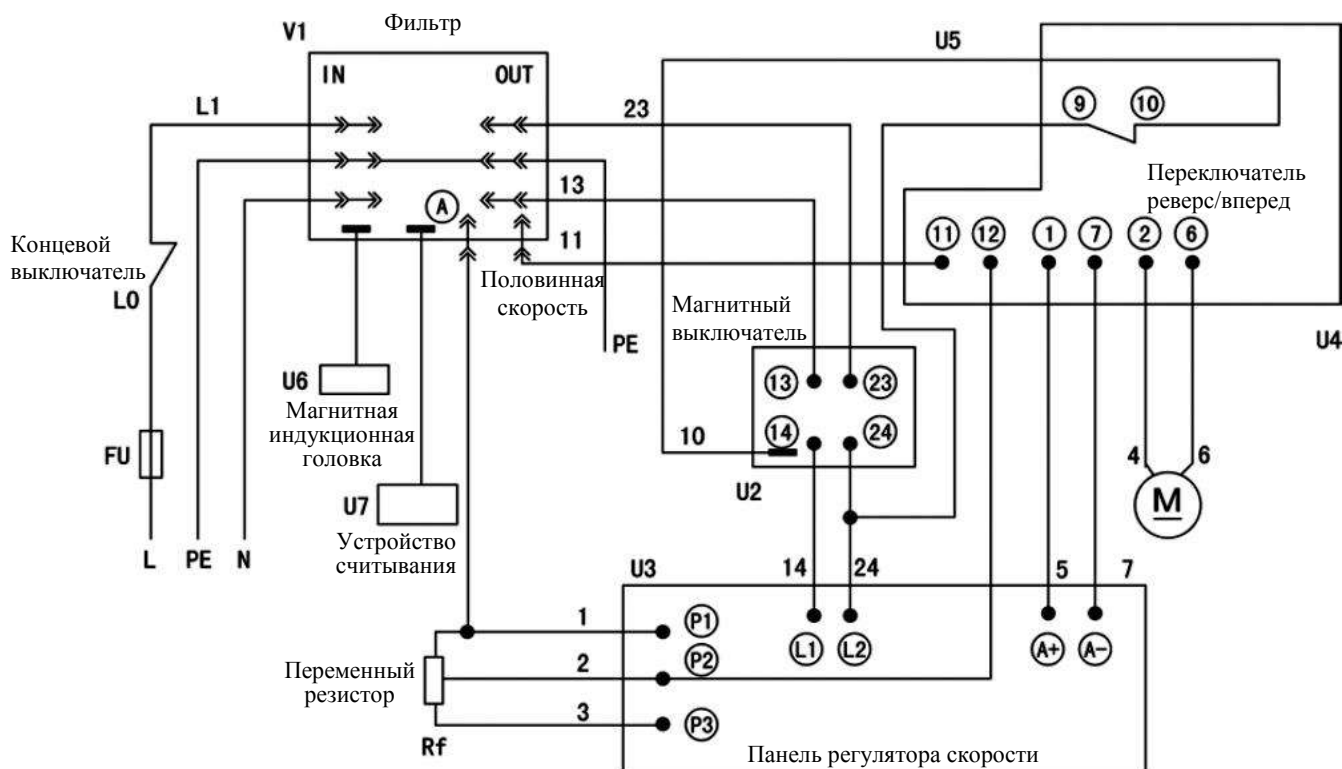 Фильтр
V1
U5
IN
OUT
L1
23
9
10
Переключатель
реверс/вперед
13
A
11
11
12
1
7
2
6
Концевой
выключатель
L0
Половинная
скорость
Магнитный
выключатель
PE
U4
U6
Магнитная
индукционная
головка
13
23
14
24
10
U2
4
6
M
FU
U7
Устройство
считывания
L
PE
N
U3
14
24
5
7
1
P1
L1
L2
A+
A-
Переменный
резистор
2
P2
3
P3
Rf
Панель регулятора скорости